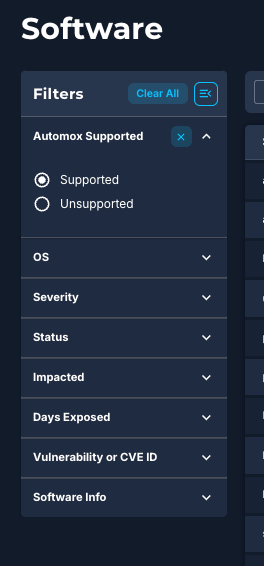 Software
Filters
Clear All
Automox Supported
Supported
Unsupported
OS
Severity
Status
Impacted
Days Exposed
Vulnerability or CVE ID
Software Info